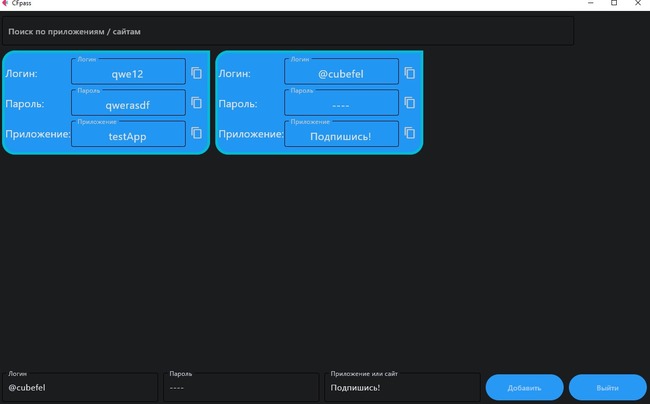 CFpass
Поиск по приложениям / сайтам
Логин
Логин: qwe12
Пароль
Пароль: qwerasdf
Приложение
Приложение: testApp
Логин
Логин: @cubefel
Пароль
Пароль: ----
Приложение
Приложение: Подпишись!
Логин
@cubefel
Пароль
----
Приложение или сайт
Подпишись!
Добавить
Выйти